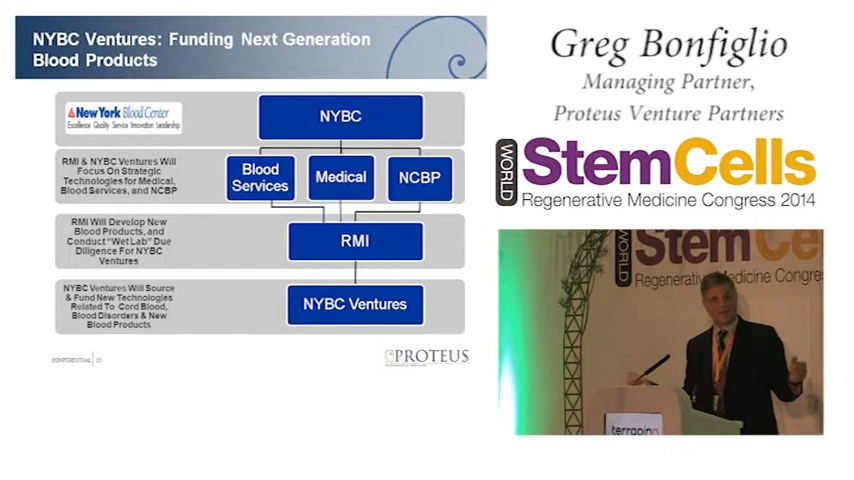 NYBC Ventures: Funding Next Generation
Blood Products
New York Blood Center
Excellence Quality Service Innovation Leadership
NYBC
RMI & NYBC Ventures Will
Focus On Strategic
Technologies for Medical,
Blood Services, and NCBP
Blood
Services
Medical
NCBP
RMI Will Develop New
Blood Products, and
Conduct "Wet Lab" Due
Diligence For NYBC
Ventures
RMI
NYBC Ventures Will Source
& Fund New Technologies
Related To Cord Blood,
Blood Disorders & New
Blood Products
NYBC Ventures
CONFIDENTIAL 25
PROTEUS
Greg Bonfiglio
Managing Partner,
Proteus Venture Partners
WORLD
StemCells
Regenerative Medicine Congress 2014
WORLD
StemCe
Regenerative Medicine Congres
terrapinn